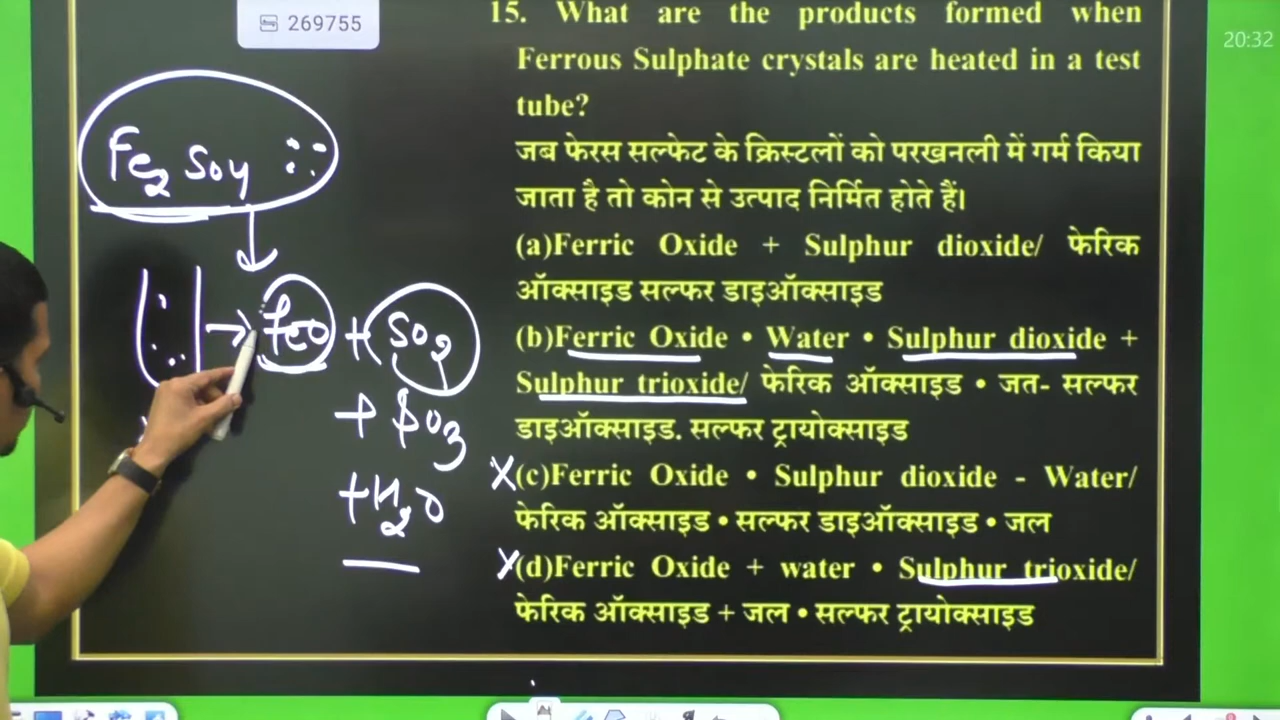 269755
20:32
15. What are the products formed when
Ferrous Sulphate crystals are heated in a test
tube?
जब फेरस सल्फेट के क्रिस्टलों को परखनली में गर्म किया
जाता है तो कोन से उत्पाद निर्मित होते हैं।
(a)Ferric Oxide + Sulphur dioxide/ फेरिक
ऑक्साइड सल्फर डाइऑक्साइड
(b)Ferric Oxide • Water • Sulphur dioxide +
Sulphur trioxide/ फेरिक ऑक्साइड • जत- सल्फर
डाइऑक्साइड. सल्फर ट्रायोक्साइड
X(c)Ferric Oxide • Sulphur dioxide - Water/
फेरिक ऑक्साइड • सल्फर डाइऑक्साइड • जल
X(d)Ferric Oxide + water • Sulphur trioxide/
फेरिक ऑक्साइड + जल • सल्फर ट्रायोक्साइड
Fe2 SO4
→ FeO + SO2
+ SO3
+ H2O